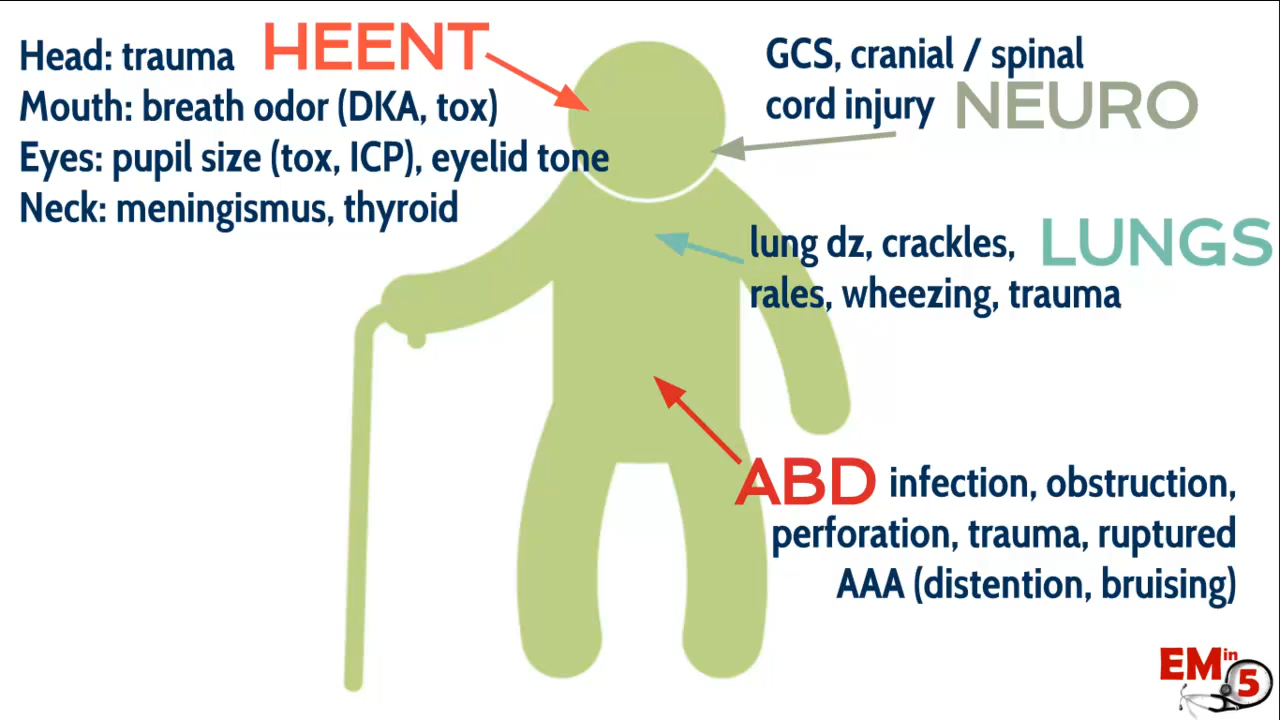 Head: trauma HEENT
Mouth: breath odor (DKA, tox)
Eyes: pupil size (tox, ICP), eyelid tone
Neck: meningismus, thyroid
GCS, cranial / spinal
cord injury NEURO
lung dz, crackles, LUNGS
rales, wheezing, trauma
ABD infection, obstruction,
perforation, trauma, ruptured
AAA (distention, bruising)
EM in 5